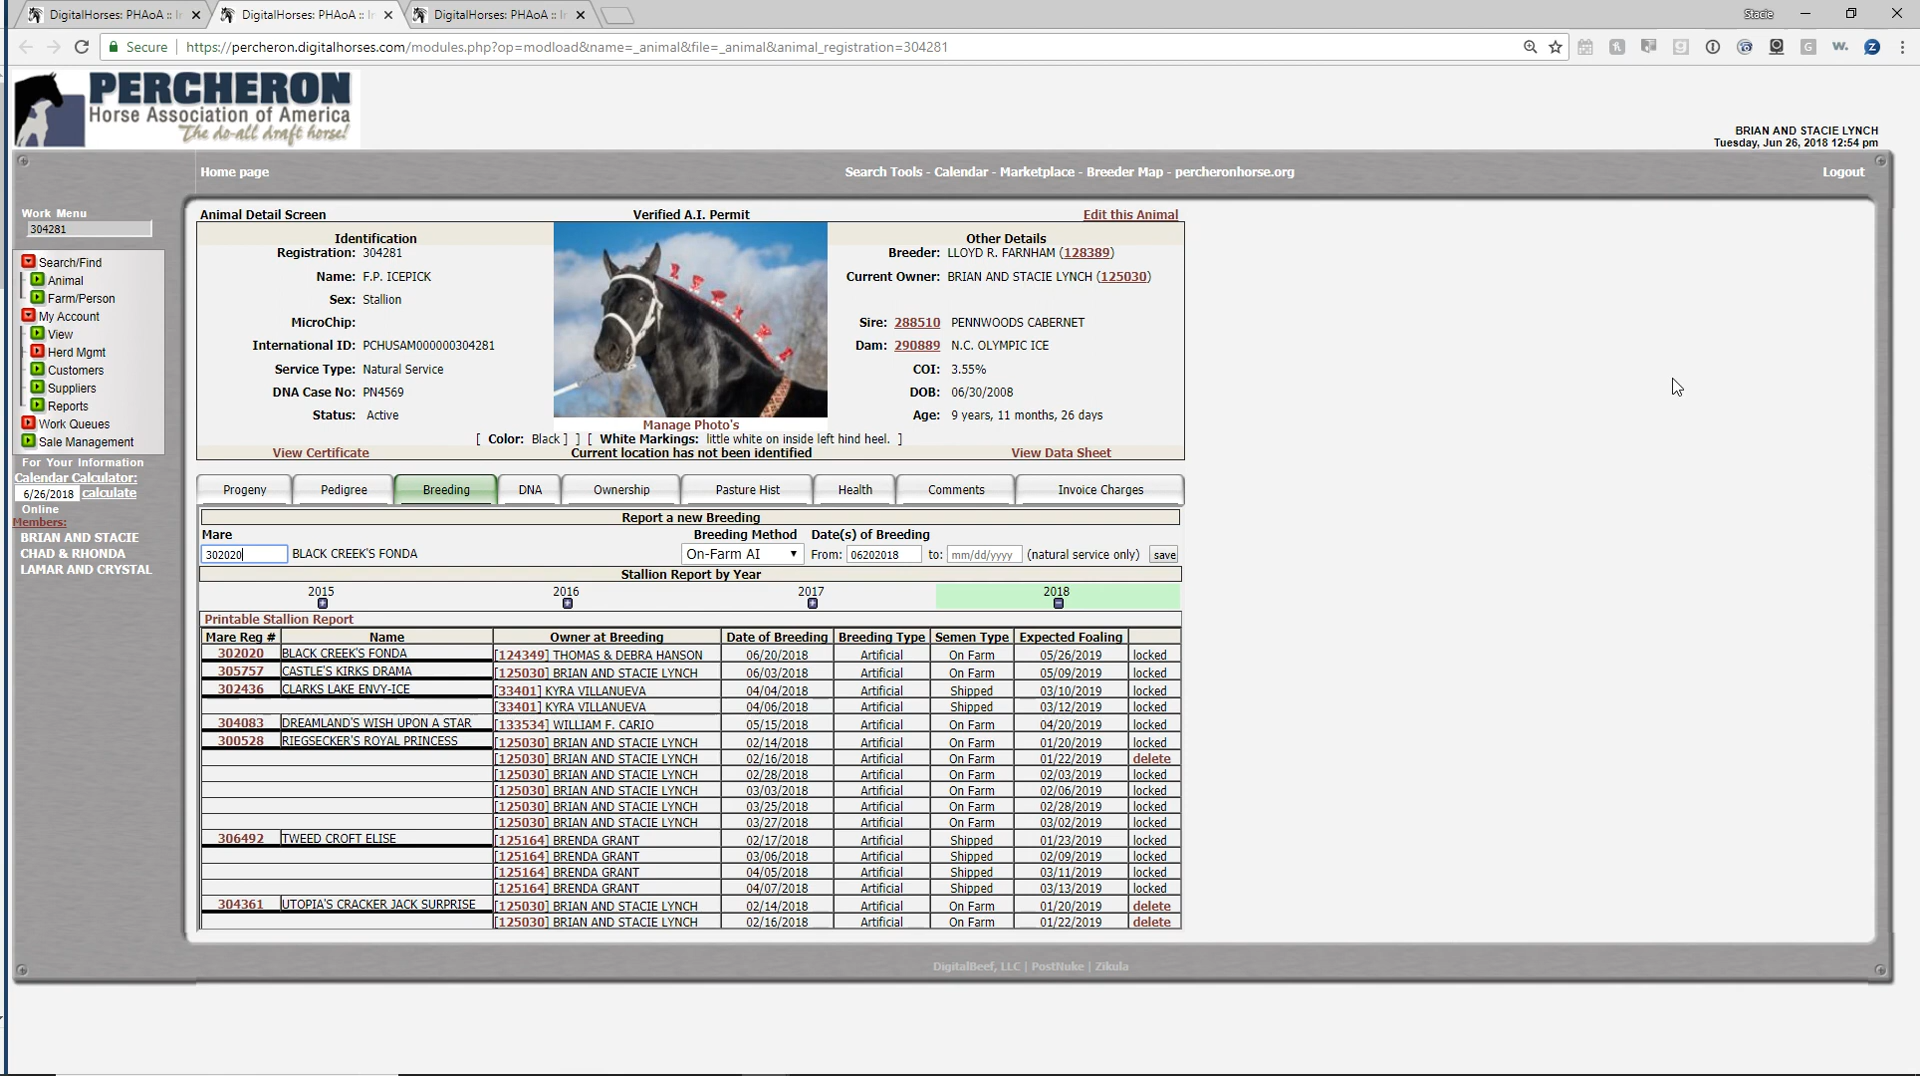 DigitalHorses: PHAoA :: I
DigitalHorses: PHAoA :: I
DigitalHorses: PHAoA :: I
Stacie
Secure https://percheron.digitalhorses.com/modules.php?op=modload&name=_animal&file=_animal&animal_registration=304281
PERCHERON
Horse Association of America
The do-all draft horse!
BRIAN AND STACIE LYNCH
Tuesday, Jun 26, 2018 12:54 pm
Home page Search Tools - Calendar - Marketplace - Breeder Map - percheronhorse.org Logout
Work Menu
304281
Search/Find
Animal
Farm/Person
My Account
View
Herd Mgmt
Customers
Suppliers
Reports
Work Queues
Sale Management
For Your Information
Calendar Calculator:
6/26/2018 calculate
Online
Members:
BRIAN AND STACIE
CHAD & RHONDA
LAMAR AND CRYSTAL
Animal Detail Screen Verified A.I. Permit Edit this Animal
Identification
Registration: 304281
Name: F.P. ICEPICK
Sex: Stallion
MicroChip:
International ID: PCHUSAM000000304281
Service Type: Natural Service
DNA Case No: PN4569
Status: Active
Manage Photo's
Other Details
Breeder: LLOYD R. FARNHAM (128389)
Current Owner: BRIAN AND STACIE LYNCH (125030)
Sire: 288510 PENNWOODS CABERNET
Dam: 290889 N.C. OLYMPIC ICE
COI: 3.55%
DOB: 06/30/2008
Age: 9 years, 11 months, 26 days
[ Color: Black ] ] [ White Markings: little white on inside left hind heel. ]
View Certificate Current location has not been identified View Data Sheet
Progeny Pedigree Breeding DNA Ownership Pasture Hist Health Comments Invoice Charges
Report a new Breeding
Mare Breeding Method Date(s) of Breeding
302020 BLACK CREEK'S FONDA On-Farm AI From: 06202018 to: mm/dd/yyyy (natural service only) save
Stallion Report by Year
2015 2016 2017 2018
Printable Stallion Report
Mare Reg # Name Owner at Breeding Date of Breeding Breeding Type Semen Type Expected Foaling
302020 BLACK CREEK'S FONDA [124349] THOMAS & DEBRA HANSON 06/20/2018 Artificial On Farm 05/26/2019 locked
305757 CASTLE'S KIRKS DRAMA [125030] BRIAN AND STACIE LYNCH 06/03/2018 Artificial On Farm 05/09/2019 locked
302436 CLARKS LAKE ENVY-ICE [33401] KYRA VILLANUEVA 04/04/2018 Artificial Shipped 03/10/2019 locked
[33401] KYRA VILLANUEVA 04/06/2018 Artificial Shipped 03/12/2019 locked
304083 DREAMLAND'S WISH UPON A STAR [133534] WILLIAM F. CARIO 05/15/2018 Artificial On Farm 04/20/2019 locked
300528 RIEGSECKER'S ROYAL PRINCESS [125030] BRIAN AND STACIE LYNCH 02/14/2018 Artificial On Farm 01/20/2019 locked
[125030] BRIAN AND STACIE LYNCH 02/16/2018 Artificial On Farm 01/22/2019 delete
[125030] BRIAN AND STACIE LYNCH 02/28/2018 Artificial On Farm 02/03/2019 locked
[125030] BRIAN AND STACIE LYNCH 03/03/2018 Artificial On Farm 02/06/2019 locked
[125030] BRIAN AND STACIE LYNCH 03/25/2018 Artificial On Farm 02/28/2019 locked
[125030] BRIAN AND STACIE LYNCH 03/27/2018 Artificial On Farm 03/02/2019 locked
306492 TWEED CROFT ELISE [125164] BRENDA GRANT 02/17/2018 Artificial Shipped 01/23/2019 locked
[125164] BRENDA GRANT 03/06/2018 Artificial Shipped 02/09/2019 locked
[125164] BRENDA GRANT 04/05/2018 Artificial Shipped 03/11/2019 locked
[125164] BRENDA GRANT 04/07/2018 Artificial Shipped 03/13/2019 locked
304361 UTOPIA'S CRACKER JACK SURPRISE [125030] BRIAN AND STACIE LYNCH 02/14/2018 Artificial On Farm 01/20/2019 delete
[125030] BRIAN AND STACIE LYNCH 02/16/2018 Artificial On Farm 01/22/2019 delete
DigitalBeef, LLC | PostNuke | Zikula